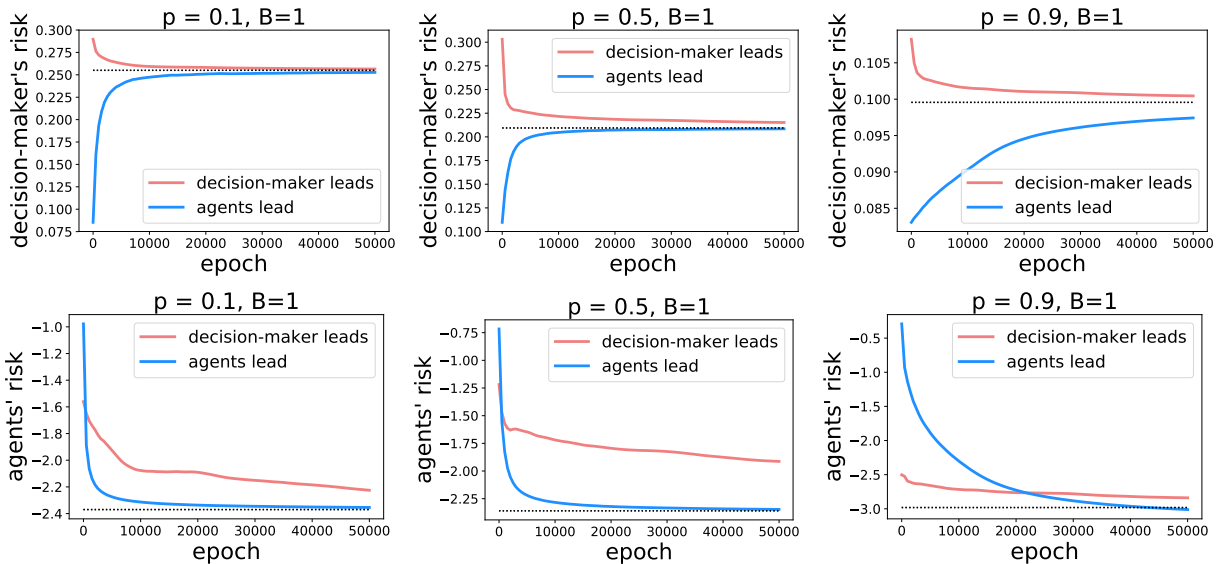 p = 0.1, B=1
decision-maker's risk
0.300
0.275
0.250
0.225
0.200
0.175
0.150
0.125
0.100
0.075
decision-maker leads
agents lead
0 10000 20000 30000 40000 50000
epoch
p = 0.5, B=1
decision-maker's risk
0.300
0.275
0.250
0.225
0.200
0.175
0.150
0.125
0.100
decision-maker leads
agents lead
0 10000 20000 30000 40000 50000
epoch
p = 0.9, B=1
decision-maker's risk
0.105
0.100
0.095
0.090
0.085
decision-maker leads
agents lead
0 10000 20000 30000 40000 50000
epoch
p = 0.1, B=1
agents' risk
−1.0
−1.2
−1.4
−1.6
−1.8
−2.0
−2.2
−2.4
decision-maker leads
agents lead
0 10000 20000 30000 40000 50000
epoch
p = 0.5, B=1
agents' risk
−0.75
−1.00
−1.25
−1.50
−1.75
−2.00
−2.25
decision-maker leads
agents lead
0 10000 20000 30000 40000 50000
epoch
p = 0.9, B=1
agents' risk
−0.5
−1.0
−1.5
−2.0
−2.5
−3.0
decision-maker leads
agents lead
0 10000 20000 30000 40000 50000
epoch